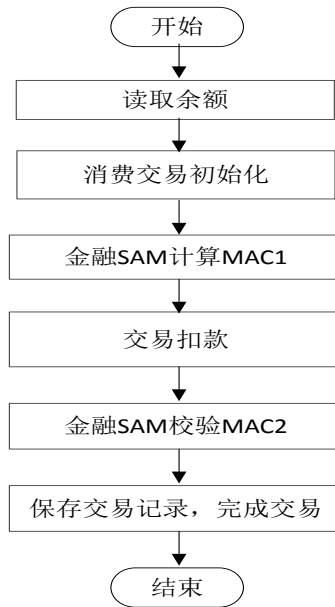 开始
读取余额
消费交易初始化
金融SAM计算MAC1
交易扣款
金融SAM校验MAC2
保存交易记录，完成交易
结束